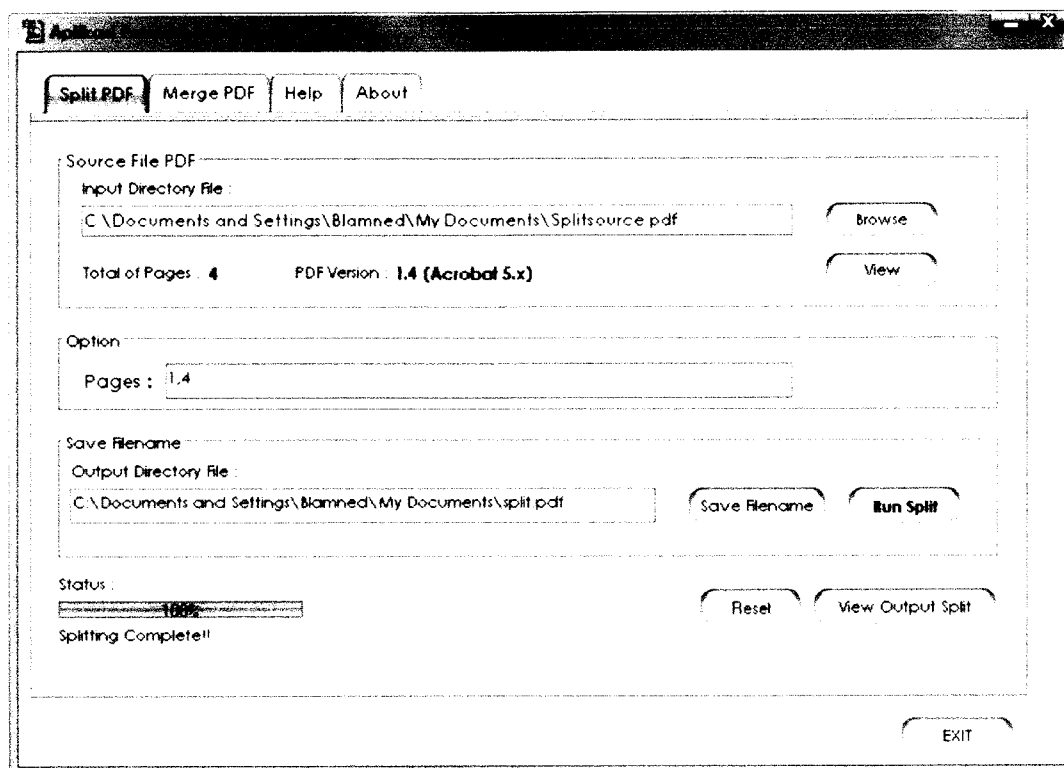 Aplikasi
Split PDF Merge PDF Help About
Source File PDF
Input Directory File :
C:\Documents and Settings\Blamned\My Documents\Splitsource.pdf Browse
Total of Pages : 4 PDF Version : 1.4 (Acrobat 5.x) View
Option
Pages : 1,4
Save Filename
Output Directory File :
C:\Documents and Settings\Blamned\My Documents\split.pdf Save Filename Run Split
Status :
100% Reset View Output Split
Splitting Complete!!
EXIT